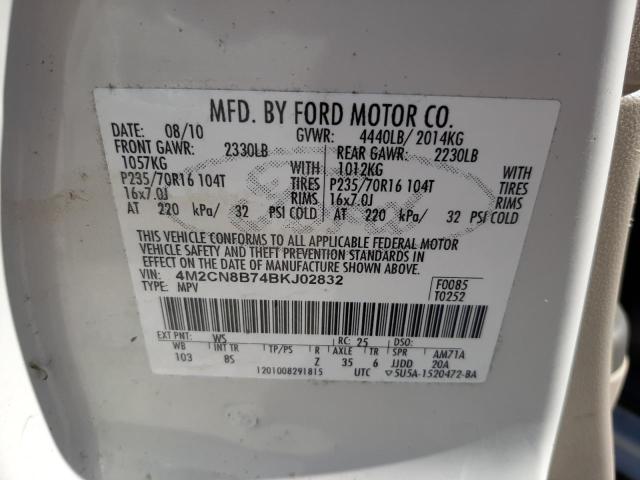 MFD. BY FORD MOTOR CO.
DATE: 08/10 GVWR: 4440LB/ 2014KG
FRONT GAWR: 2330LB REAR GAWR: 2230LB
1057KG WITH 1012KG WITH
P235/70R16 104T TIRES P235/70R16 104T TIRES
16x7.0J RIMS 16x7.0J RIMS
AT 220 kPa/ 32 PSI COLD AT 220 kPa/ 32 PSI COLD
THIS VEHICLE CONFORMS TO ALL APPLICABLE FEDERAL MOTOR
VEHICLE SAFETY AND THEFT PREVENTION STANDARDS IN EFFECT
ON THE DATE OF MANUFACTURE SHOWN ABOVE.
VIN: 4M2CN8B74BKJ02832 F0085
TYPE: MPV T0252
EXT PNT: WS RC: 25 DSO:
WB INT TR TP/PS R AXLE TR SPR AM71A
103 BS Z 35 6 JJDD 20A
1201008291815 UTC ▽5U5A-1520472-BA
Ford